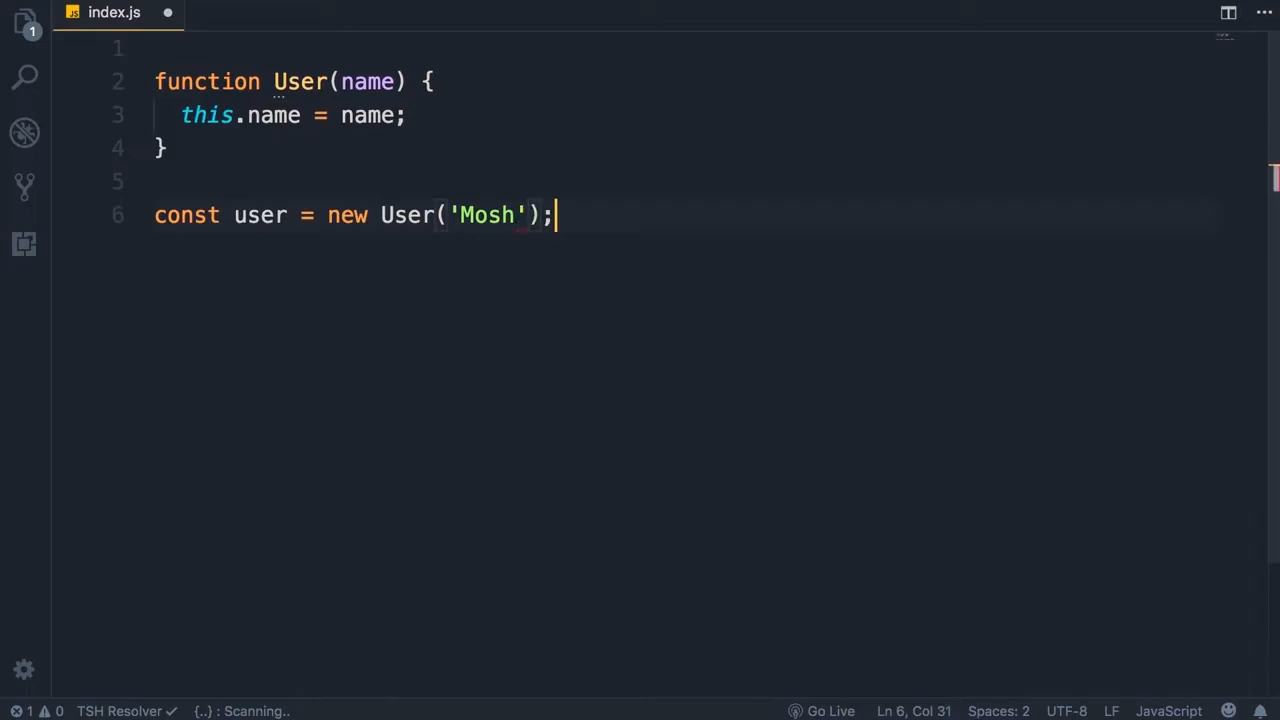 index.js
1
1
2 function User(name) {
3 this.name = name;
4 }
5
6 const user = new User('Mosh');
1 0 TSH Resolver {..} : Scanning.. Go Live Ln 6, Col 31 Spaces: 2 UTF-8 LF JavaScript